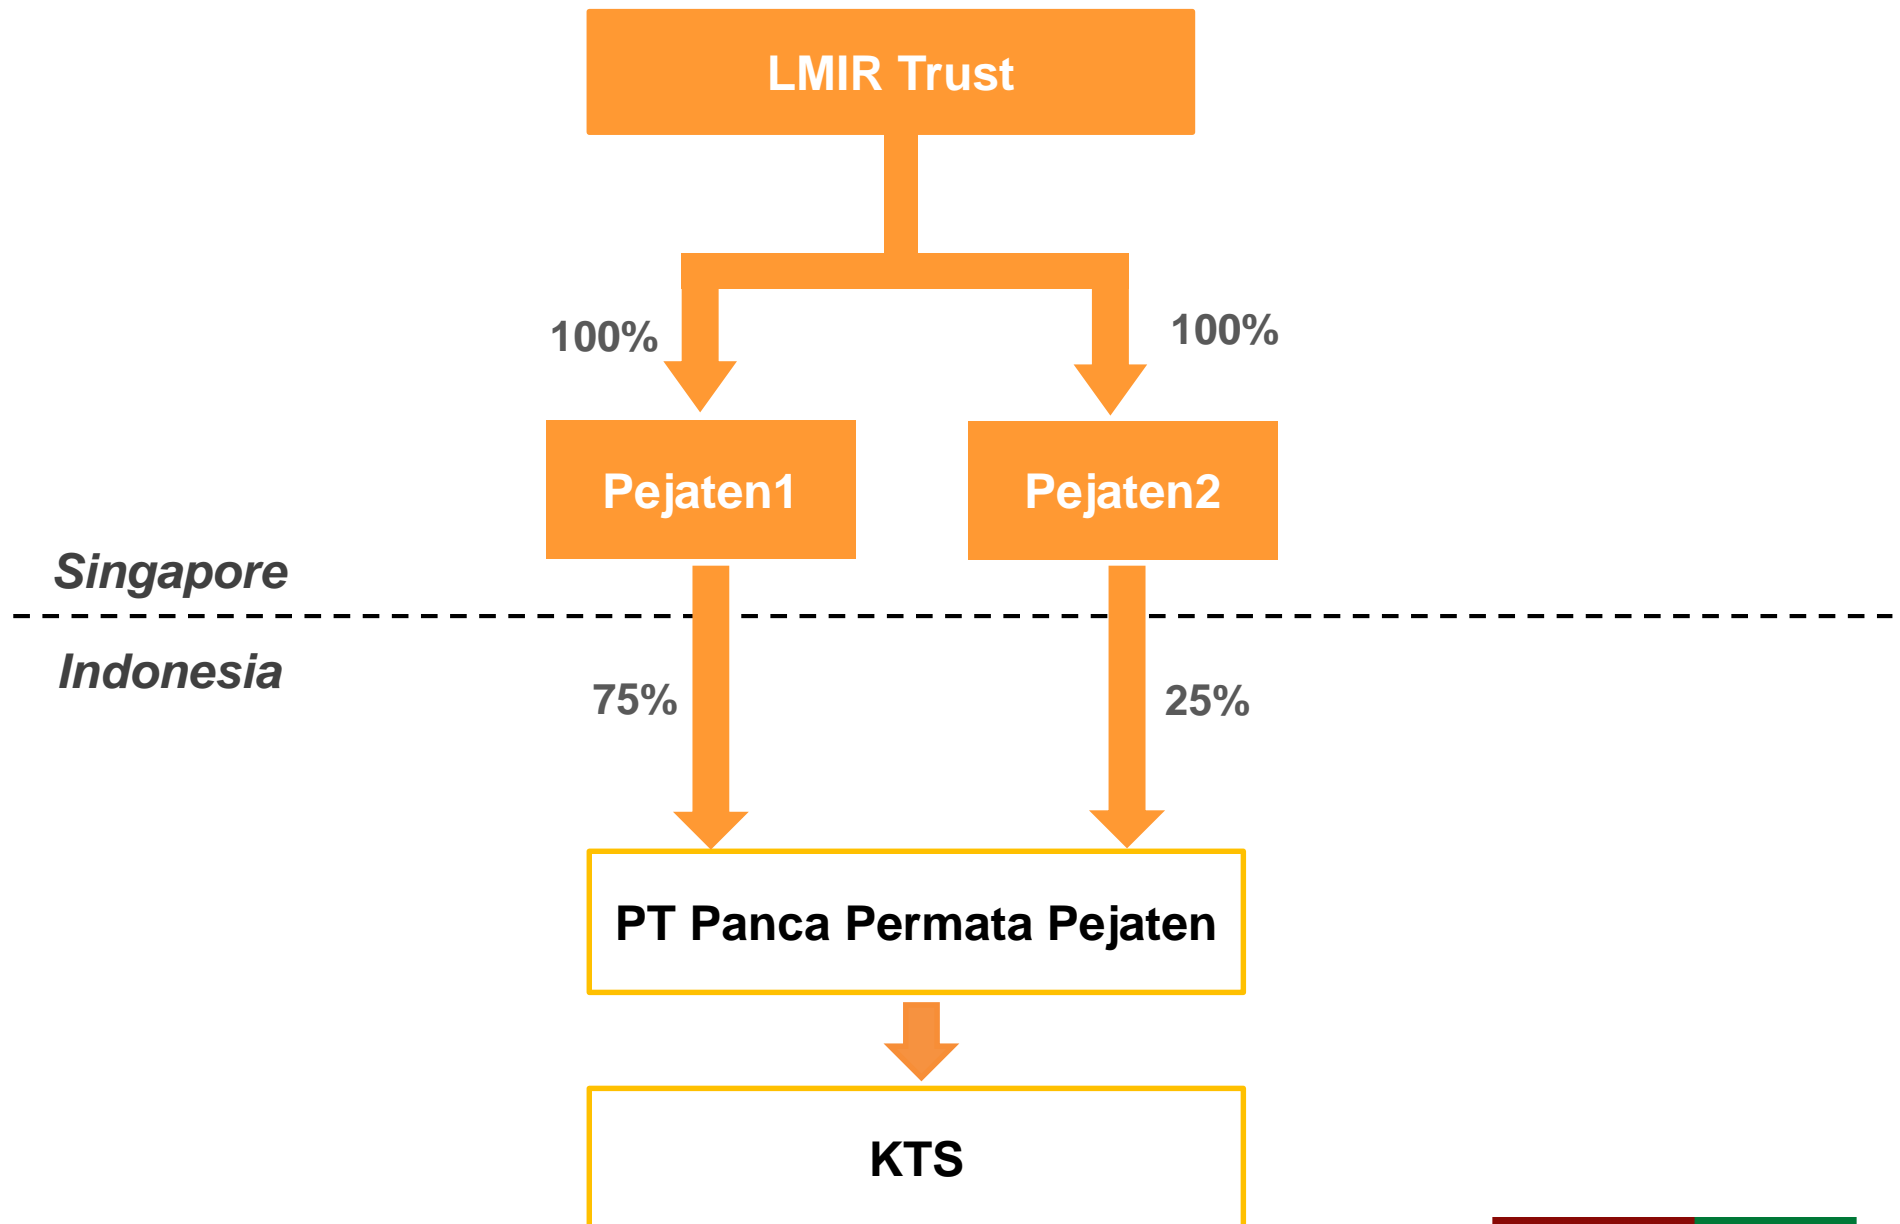 LMIR Trust
100%
100%
Pejaten1
Pejaten2
Singapore
Indonesia
75%
25%
PT Panca Permata Pejaten
KTS